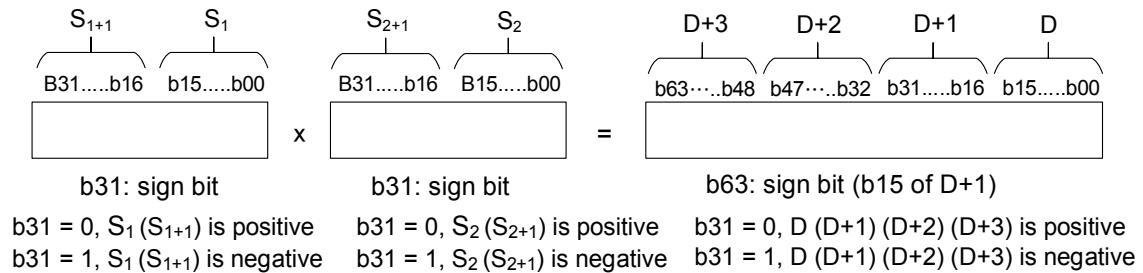 S1+1 S1 S2+1 S2 D+3 D+2 D+1 D
B31.....b16 b15.....b00 B31.....b16 B15.....b00 b63·····..b48 b47·····..b32 b31.....b16 b15.....b00
x =
b31: sign bit b31: sign bit b63: sign bit (b15 of D+1)
b31 = 0, S1 (S1+1) is positive b31 = 0, S2 (S2+1) is positive b31 = 0, D (D+1) (D+2) (D+3) is positive
b31 = 1, S1 (S1+1) is negative b31 = 1, S2 (S2+1) is negative b31 = 1, D (D+1) (D+2) (D+3) is negative